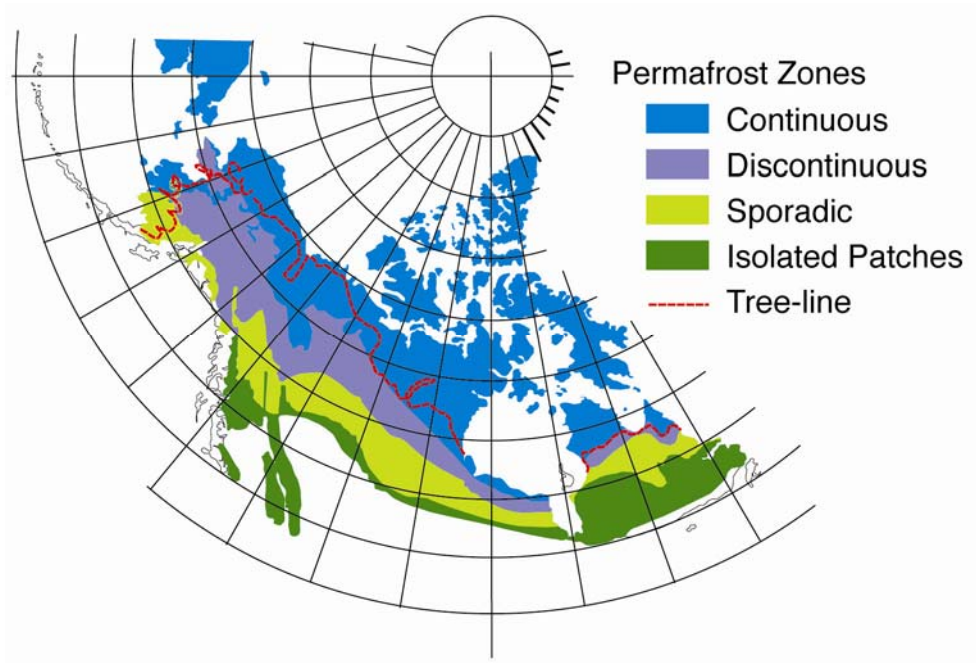 Permafrost Zones
Continuous
Discontinuous
Sporadic
Isolated Patches
Tree-line